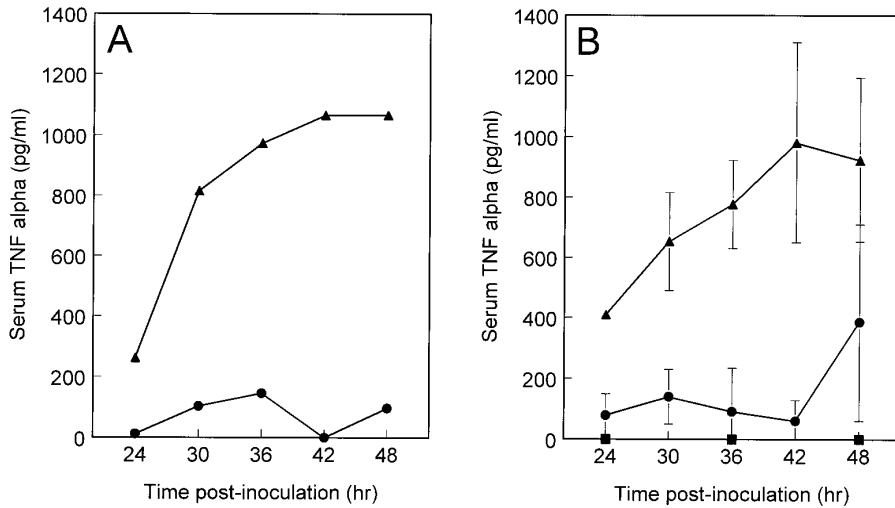 A
Serum TNF alpha (pg/ml)
1400
1200
1000
800
600
400
200
0
24 30 36 42 48
Time post-inoculation (hr)
B
Serum TNF alpha (pg/ml)
1400
1200
1000
800
600
400
200
0
24 30 36 42 48
Time post-inoculation (hr)